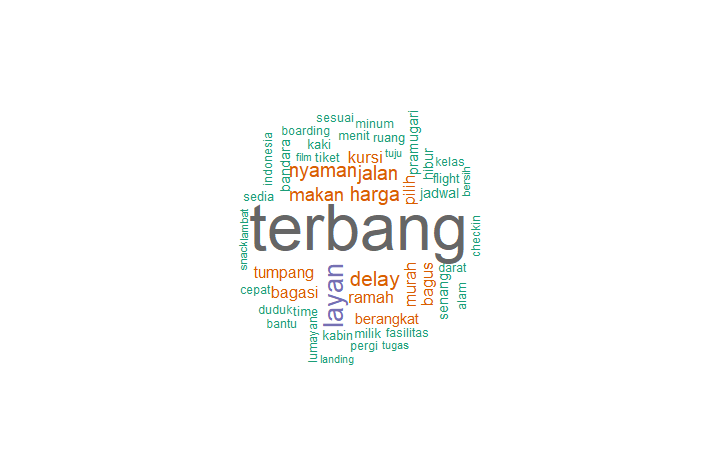 sesuai
minum
boarding
menit
ruang
pramugari
indonesia
bandara
kaki
film
tiket
kursi
tuju
hibur
kelas
nyaman
jalan
pilih
flight
bersih
sedia
makan
harga
jadwal
lambat
terbang
checkin
snack
tumpang
layan
delay
murah
bagus
darat
senang
alam
cepat
bagasi
ramah
duduk
time
berangkat
bantu
lumayan
kabin
milik
fasilitas
pergi
tugas
landing